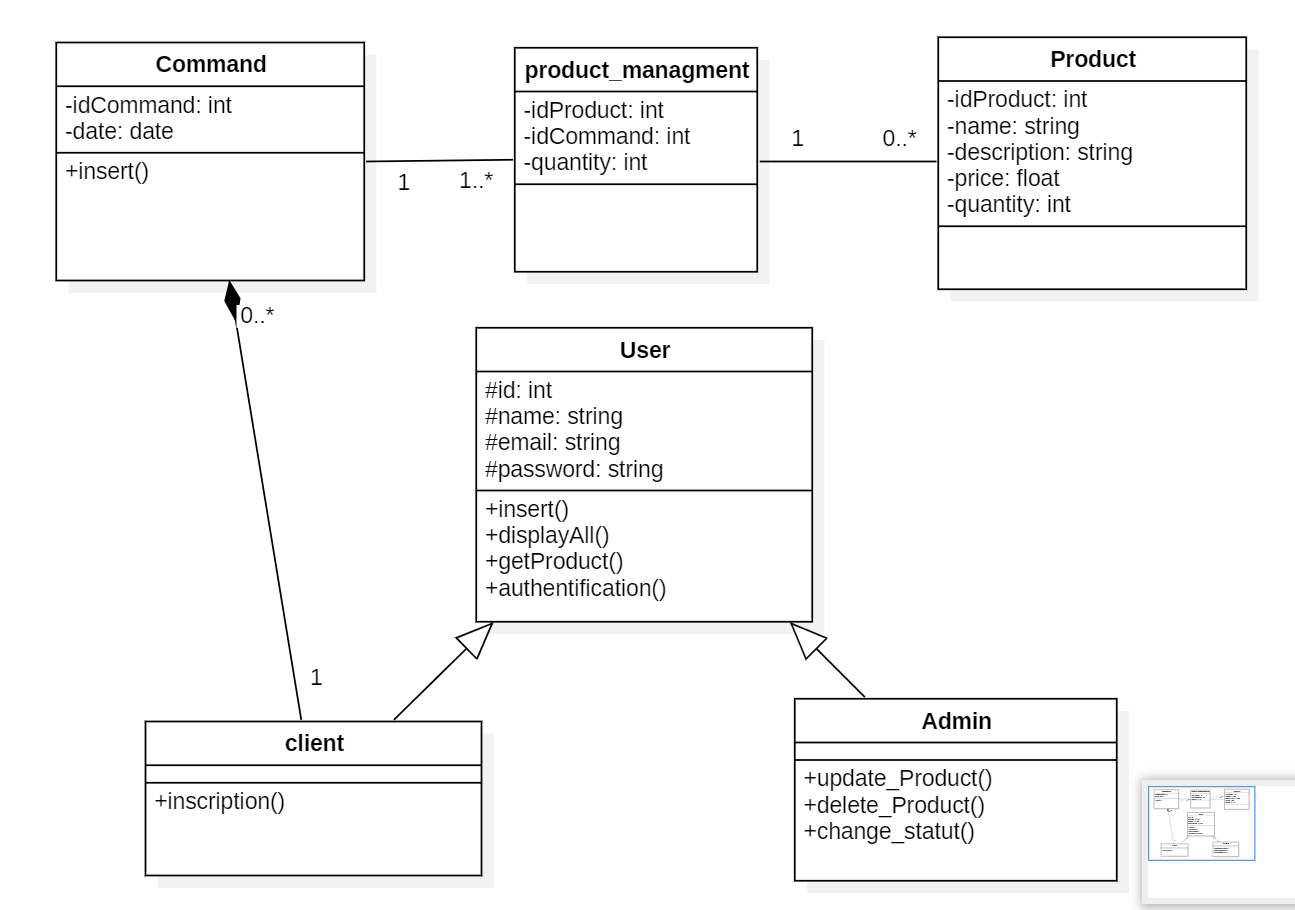 Command
-idCommand: int
-date: date
+insert()
product_managment
-idProduct: int
-idCommand: int
-quantity: int
Product
-idProduct: int
-name: string
-description: string
-price: float
-quantity: int
1
1..*
1
0..*
0..*
User
#id: int
#name: string
#email: string
#password: string
+insert()
+displayAll()
+getProduct()
+authentification()
1
client
+inscription()
Admin
+update_Product()
+delete_Product()
+change_statut()